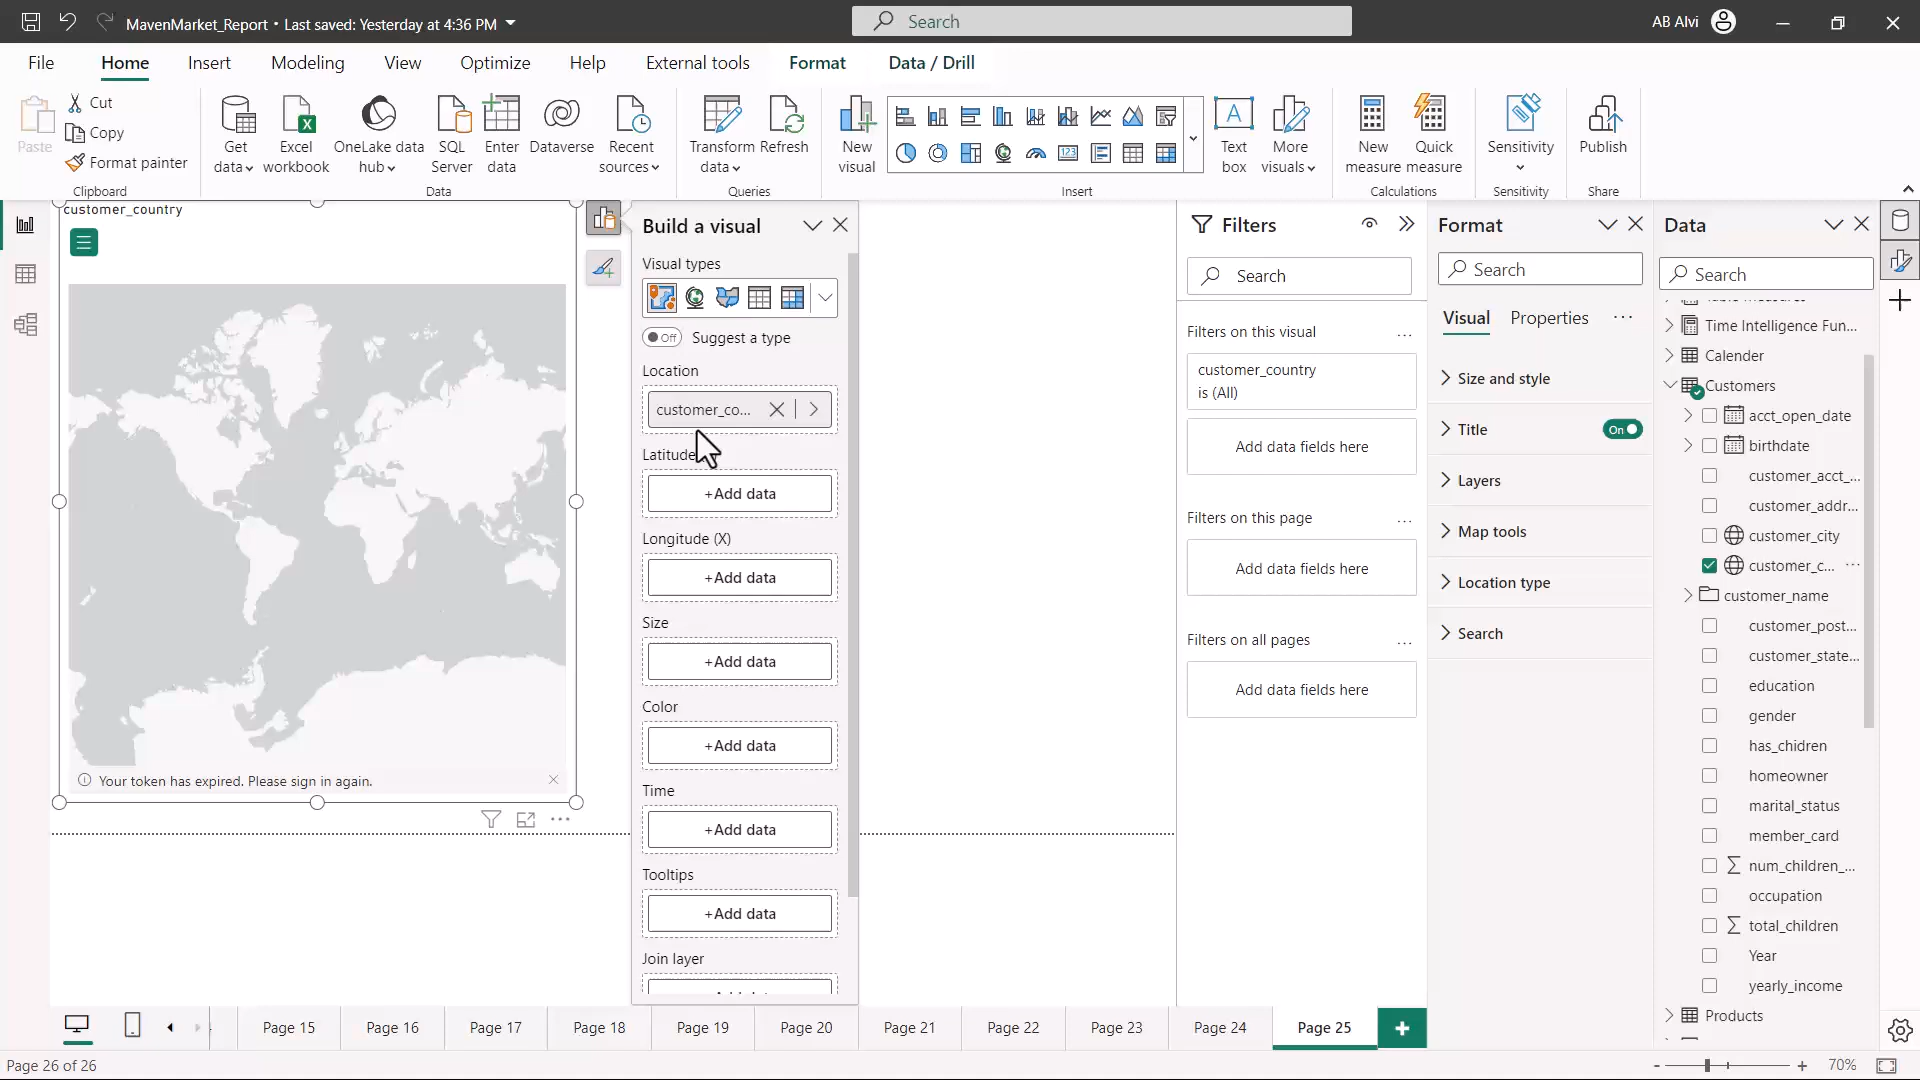 MavenMarket_Report • Last saved: Yesterday at 4:36 PM
Search
AB Alvi
File
Home
Insert
Modeling
View
Optimize
Help
External tools
Format
Data / Drill
Paste
Cut
Copy
Format painter
Clipboard
Get data
Excel workbook
OneLake data hub
SQL Server
Enter data
Dataverse
Recent sources
Data
Transform data
Refresh
Queries
New visual
Text box
More visuals
Insert
New measure
Quick measure
Calculations
Sensitivity
Sensitivity
Publish
Share
customer_country
Your token has expired. Please sign in again.
Build a visual
Visual types
Off
Suggest a type
Location
customer_co...
Latitude
+Add data
Longitude (X)
+Add data
Size
+Add data
Color
+Add data
Time
+Add data
Tooltips
+Add data
Join layer
Filters
Search
Filters on this visual
customer_country
is (All)
Add data fields here
Filters on this page
Add data fields here
Filters on all pages
Add data fields here
Format
Search
Visual
Properties
Size and style
Title
On
Layers
Map tools
Location type
Search
Data
Search
Time Intelligence Fun...
Calender
Customers
acct_open_date
birthdate
customer_acct_...
customer_addr...
customer_city
customer_c...
customer_name
customer_post...
customer_state...
education
gender
has_chidren
homeowner
marital_status
member_card
num_children_...
occupation
total_children
Year
yearly_income
Products
Page 15
Page 16
Page 17
Page 18
Page 19
Page 20
Page 21
Page 22
Page 23
Page 24
Page 25
Page 26 of 26
70%